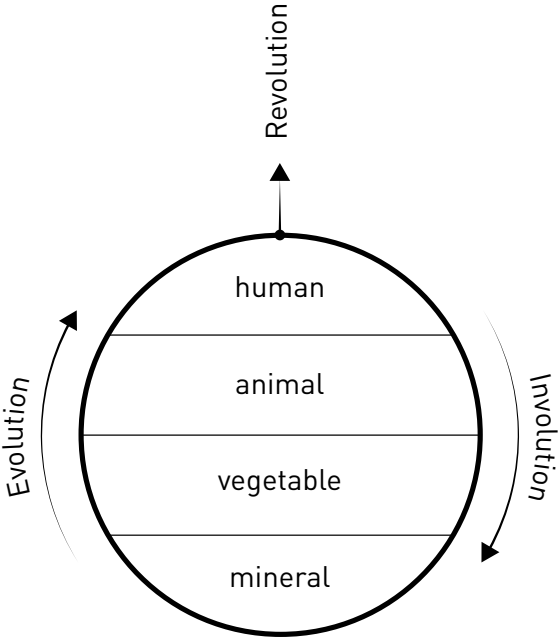 Revolution
human
animal
vegetable
mineral
Evolution
Involution